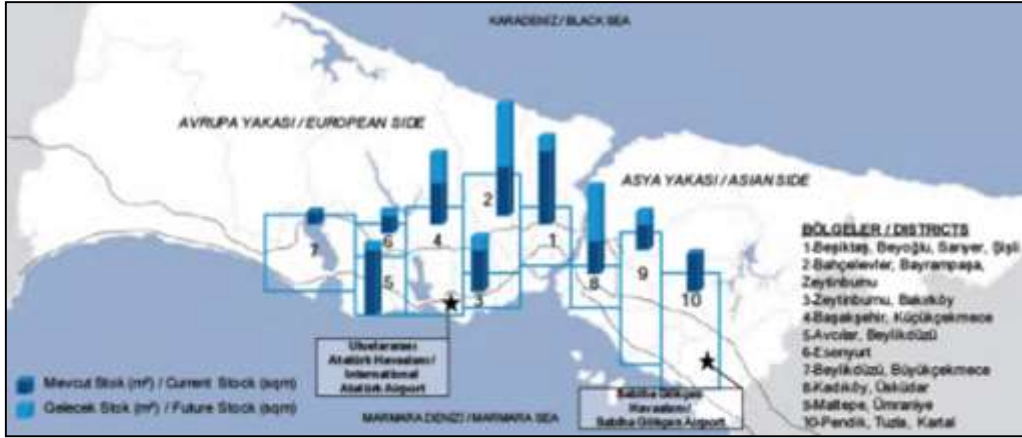 KARADENİZ / BLACK SEA
AVRUPA YAKASI / EUROPEAN SIDE
ASYA YAKASI / ASIAN SIDE
2
4
1
6
7
3
5
8
9
10
BÖLGELER / DISTRICTS
1-Beşiktaş, Beyoğlu, Sarıyer, Şişli
2-Bahçelievler, Bayrampaşa,
Zeytinburnu
3-Zeytinburnu, Bakırköy
4-Başakşehir, Küçükçekmece
5-Avcılar, Beylikdüzü
6-Esenyurt
7-Beylikdüzü, Büyükçekmece
8-Kadıköy, Üsküdar
9-Maltepe, Ümraniye
10-Pendik, Tuzla, Kartal
Uluslararası
Atatürk Havaalanı /
International
Atatürk Airport
Sabiha Gökçen
Havaalanı /
Sabiha Gökçen Airport
Mevcut Stok (m²) / Current Stock (sqm)
Gelecek Stok (m²) / Future Stock (sqm)
MARMARA DENİZİ / MARMARA SEA